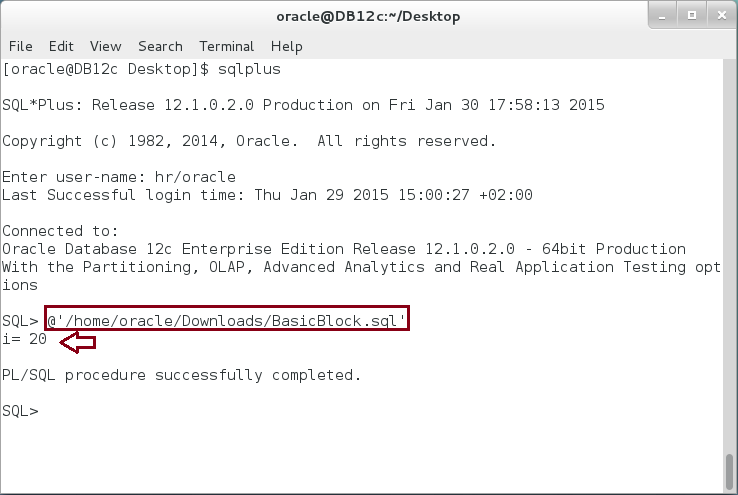 oracle@DB12c:~/Desktop
File Edit View Search Terminal Help
[oracle@DB12c Desktop]$ sqlplus
SQL*Plus: Release 12.1.0.2.0 Production on Fri Jan 30 17:58:13 2015
Copyright (c) 1982, 2014, Oracle.  All rights reserved.
Enter user-name: hr/oracle
Last Successful login time: Thu Jan 29 2015 15:00:27 +02:00
Connected to:
Oracle Database 12c Enterprise Edition Release 12.1.0.2.0 - 64bit Production
With the Partitioning, OLAP, Advanced Analytics and Real Application Testing opt
ions
SQL> @'/home/oracle/Downloads/BasicBlock.sql'
i= 20
PL/SQL procedure successfully completed.
SQL>